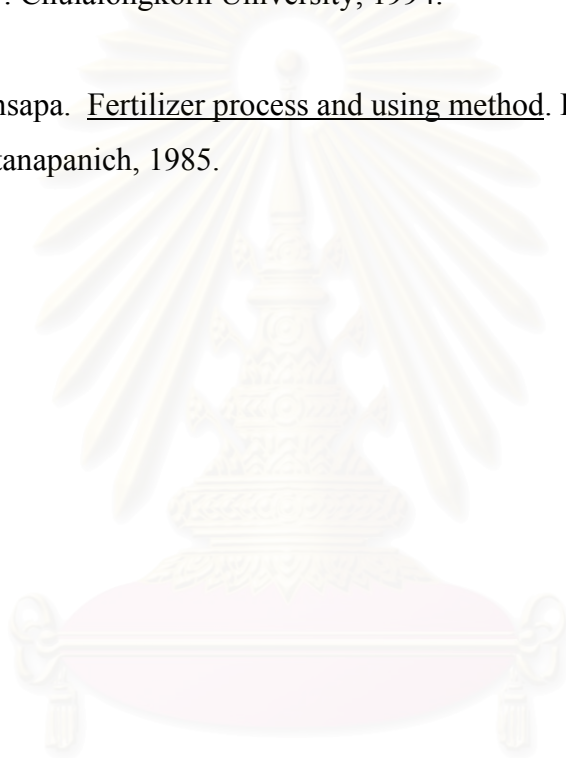 Chulalongkorn University, 1994.
nsapa. Fertilizer process and using method.
tanapanich, 1985.